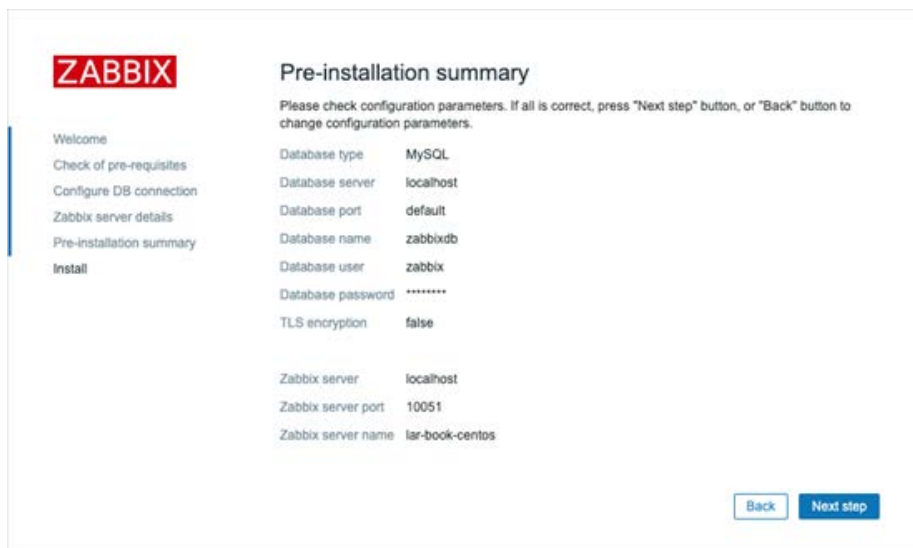 ZABBIX
Welcome
Check of pre-requisites
Configure DB connection
Zabbix server details
Pre-installation summary
Install
Pre-installation summary
Please check configuration parameters. If all is correct, press "Next step" button, or "Back" button to
change configuration parameters.
Database type MySQL
Database server localhost
Database port default
Database name zabbixdb
Database user zabbix
Database password ********
TLS encryption false
Zabbix server localhost
Zabbix server port 10051
Zabbix server name lar-book-centos
Back Next step